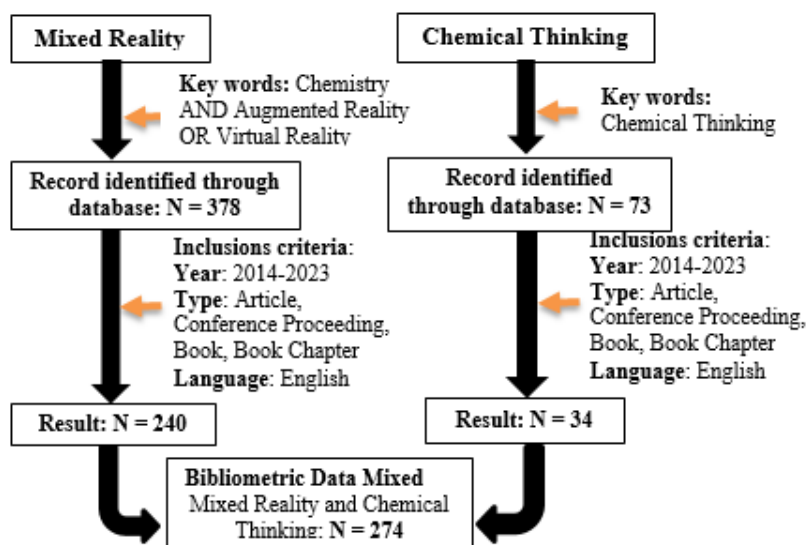 Mixed Reality
Key words: Chemistry
AND Augmented Reality
OR Virtual Reality
Record identified through
database: N = 378
Inclusions criteria:
Year: 2014-2023
Type: Article,
Conference Proceeding,
Book, Book Chapter
Language: English
Result: N = 240
Chemical Thinking
Key words:
Chemical Thinking
Record identified
through database: N = 73
Inclusions criteria:
Year: 2014-2023
Type: Article,
Conference Proceeding,
Book, Book Chapter
Language: English
Result: N = 34
Bibliometric Data Mixed
Mixed Reality and Chemical
Thinking: N = 274